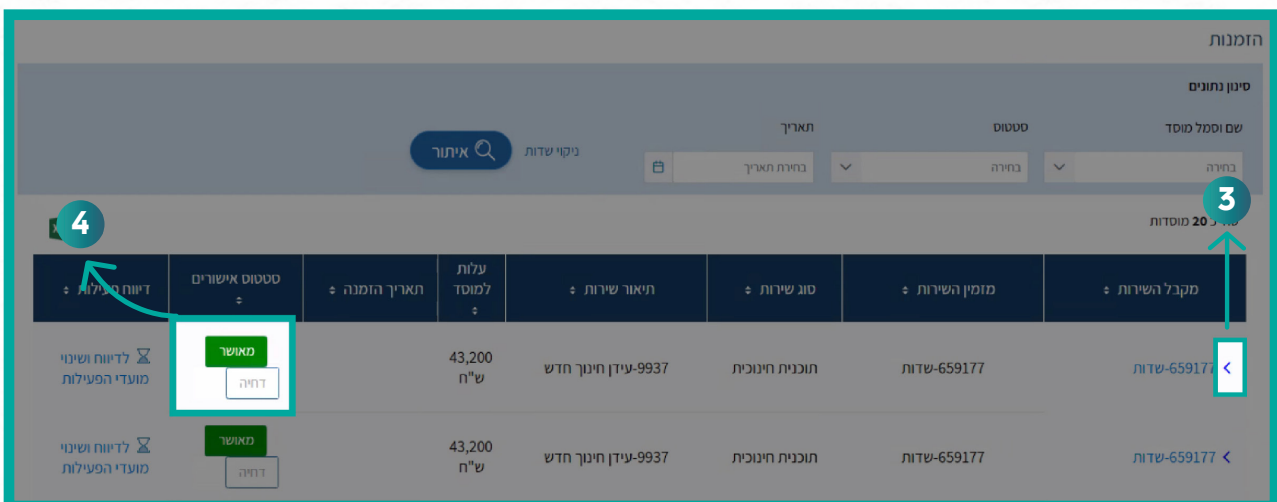 הזמנות
סינון נתונים
שם וסמל מוסד
סטטוס
תאריך
בחירה
בחירה
בחירת תאריך
ניקוי שדות
איתור
3
4
20 מוסדות
מקבל השירות
מזמין השירות
סוג שירות
תיאור שירות
עלות
למוסד
תאריך הזמנה
סטטוס אישורים
דיווח פעילות
659177-שדות
659177-שדות
תוכנית חינוכית
9937-עידן חינוך חדש
43,200
ש"ח
מאושר
דחיה
לדיווח ושינוי
מועדי הפעילות
659177-שדות
659177-שדות
תוכנית חינוכית
9937-עידן חינוך חדש
43,200
ש"ח
מאושר
דחיה
לדיווח ושינוי
מועדי הפעילות